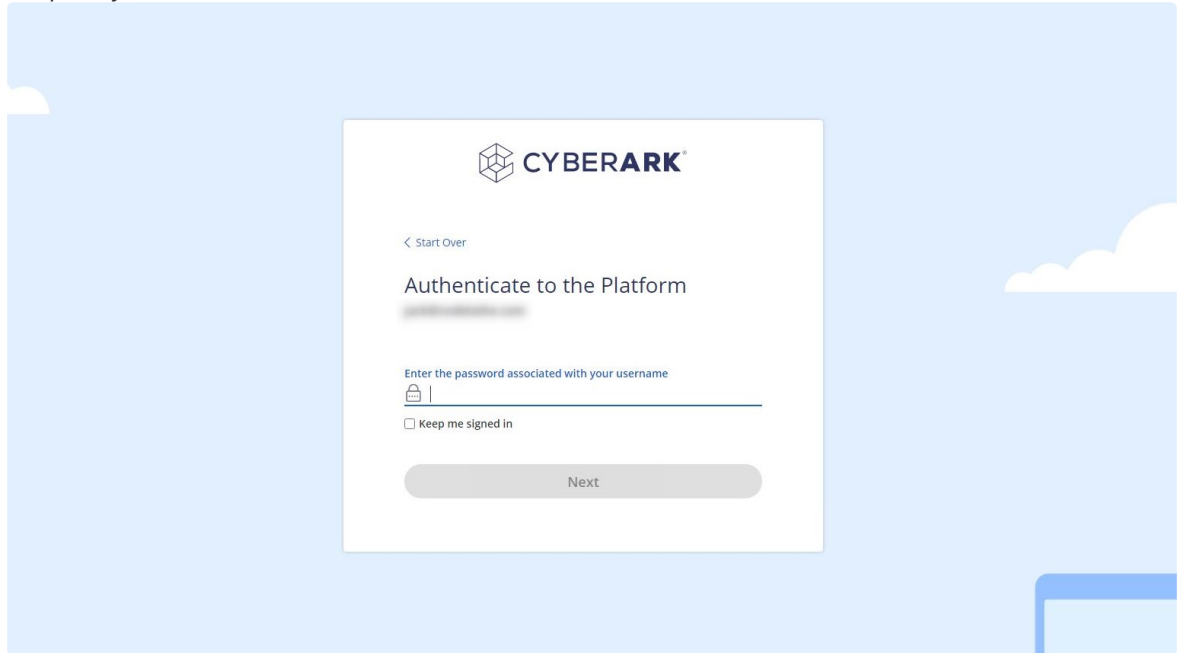 CYBERARK®
< Start Over
Authenticate to the Platform
Enter the password associated with your username
Keep me signed in
Next